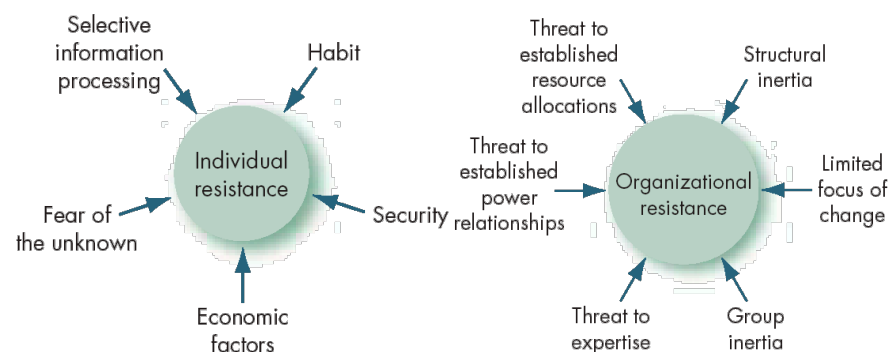 Selective
information
processing
Habit
Individual
resistance
Fear of
the unknown
Security
Economic
factors
Threat to
established
resource
allocations
Structural
inertia
Threat to
established
power
relationships
Organizational
resistance
Limited
focus of
change
Threat to
expertise
Group
inertia